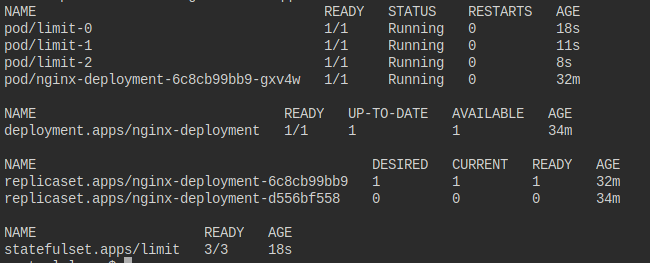 NAME READY STATUS RESTARTS AGE
pod/limit-0 1/1 Running 0 18s
pod/limit-1 1/1 Running 0 11s
pod/limit-2 1/1 Running 0 8s
pod/nginx-deployment-6c8cb99bb9-gxv4w 1/1 Running 0 32m
NAME READY UP-TO-DATE AVAILABLE AGE
deployment.apps/nginx-deployment 1/1 1 1 34m
NAME DESIRED CURRENT READY AGE
replicaset.apps/nginx-deployment-6c8cb99bb9 1 1 1 32m
replicaset.apps/nginx-deployment-d556bf558 0 0 0 34m
NAME READY AGE
statefulset.apps/limit 3/3 18s